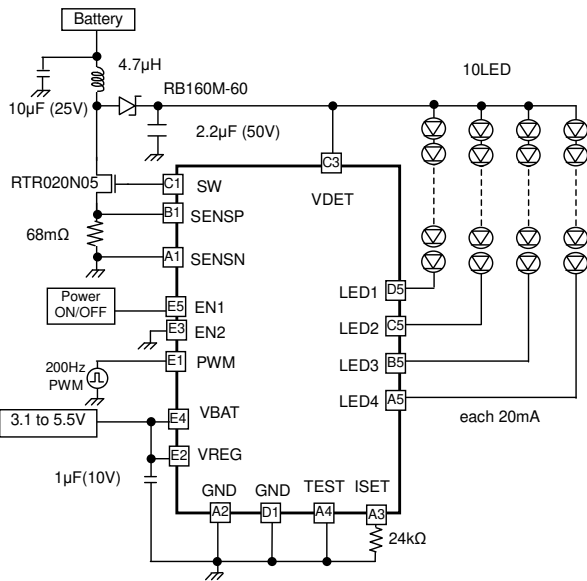 Battery
4.7µH
10µF (25V)
RB160M-60
10LED
2.2µF (50V)
C3
VDET
RTR020N05
C1
SW
B1
SENSP
68mΩ
A1
SENSN
D5
LED1
Power
ON/OFF
E5
EN1
C5
LED2
E3
EN2
200Hz
PWM
E1
PWM
B5
LED3
A5
LED4
each 20mA
3.1 to 5.5V
E4
VBAT
E2
VREG
1µF(10V)
GND
GND
TEST
ISET
A2
D1
A4
A3
24kΩ